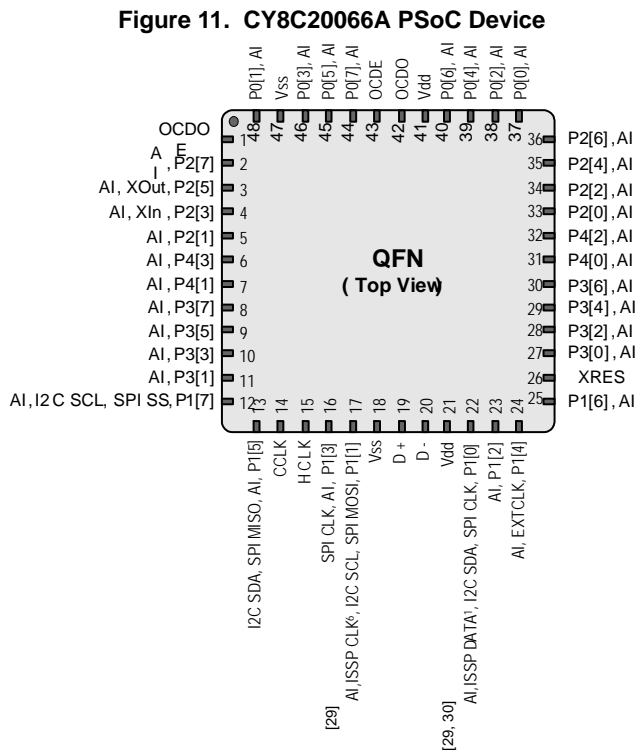 Figure 11. CY8C20066A PSoC Device
P0[1], AI
Vss
P0[3], AI
P0[5], AI
P0[7], AI
OCDE
OCDO
Vdd
P0[6], AI
P0[4], AI
P0[2], AI
P0[0], AI
48
47
46
45
44
43
42
41
40
39
38
37
OCDO
E
1
A
I , P2[7]
2
AI, XOut, P2[5]
3
AI, XIn , P2[3]
4
AI , P2[1]
5
AI , P4[3]
6
AI , P4[1]
7
AI , P3[7]
8
AI , P3[5]
9
AI , P3[3]
10
AI , P3[1]
11
AI , I2 C SCL, SPI SS, P1[7]
12
QFN
( Top View)
36
P2[6] , AI
35
P2[4] , AI
34
P2[2] , AI
33
P2[0] , AI
32
P4[2] , AI
31
P4[0] , AI
30
P3[6] , AI
29
P3[4] , AI
28
P3[2] , AI
27
P3[0] , AI
26
XRES
25
P1[6] , AI
13
14
15
16
17
18
19
20
21
22
23
24
I2C SDA, SPI MISO, AI, P1[5]
CCLK
HCLK
SPI CLK, AI, P1[3]
AI,ISSP CLK6, I2C SCL, SPI MOSI, P1[1]
Vss
D +
D -
Vdd
AI,ISSP DATA1, I2C SDA, SPI CLK, P1[0]
AI, P1[2]
AI, EXTCLK, P1[4]
[29]
[29, 30]